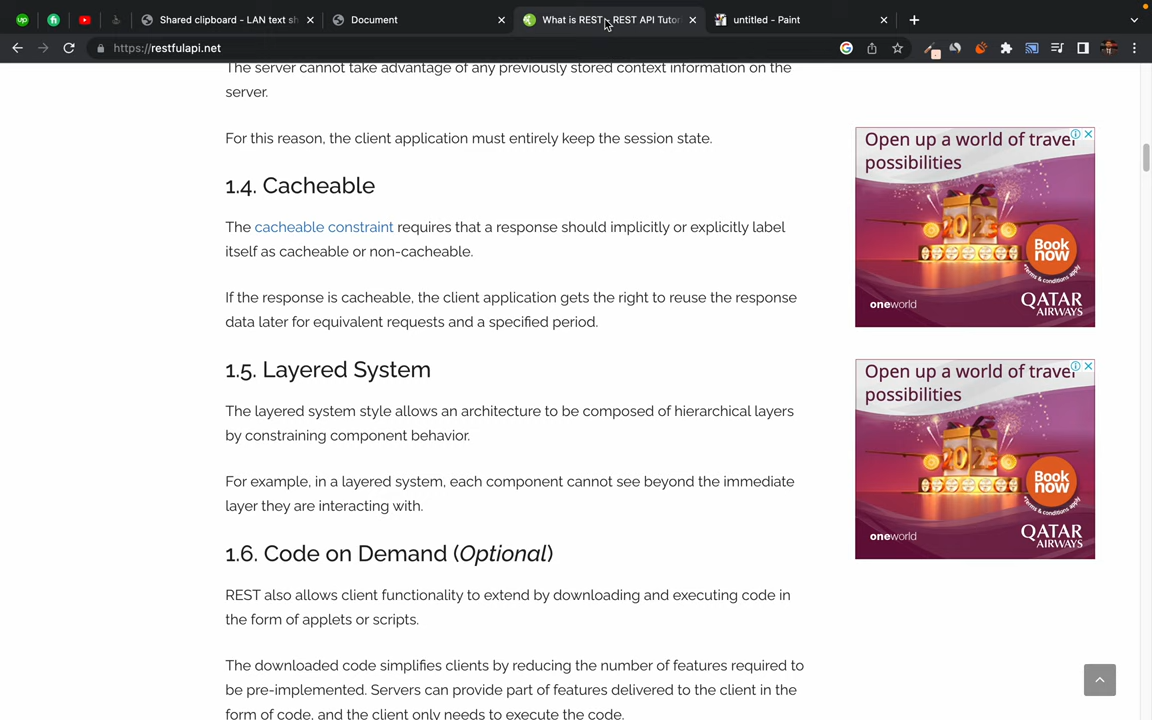 up
fi
Shared clipboard - LAN text sh
Document
What is REST - REST API Tutor
untitled - Paint
https://restfulapi.net
The server cannot take advantage of any previously stored context information on the
server.
For this reason, the client application must entirely keep the session state.
1.4. Cacheable
The cacheable constraint requires that a response should implicitly or explicitly label
itself as cacheable or non-cacheable.
If the response is cacheable, the client application gets the right to reuse the response
data later for equivalent requests and a specified period.
1.5. Layered System
The layered system style allows an architecture to be composed of hierarchical layers
by constraining component behavior.
For example, in a layered system, each component cannot see beyond the immediate
layer they are interacting with.
1.6. Code on Demand (Optional)
REST also allows client functionality to extend by downloading and executing code in
the form of applets or scripts.
The downloaded code simplifies clients by reducing the number of features required to
be pre-implemented. Servers can provide part of features delivered to the client in the
form of code, and the client only needs to execute the code.
Open up a world of travel
possibilities
2023
Book
now
*Terms & conditions apply
oneworld
QATAR
AIRWAYS
Open up a world of travel
possibilities
2023
Book
now
*Terms & conditions apply
oneworld
QATAR
AIRWAYS